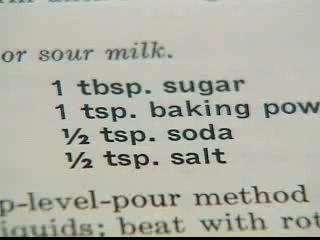 or sour milk.
1 tbsp. sugar
1 tsp. baking pow
½ tsp. soda
½ tsp. salt
p-level-pour method
iquids; beat with rot